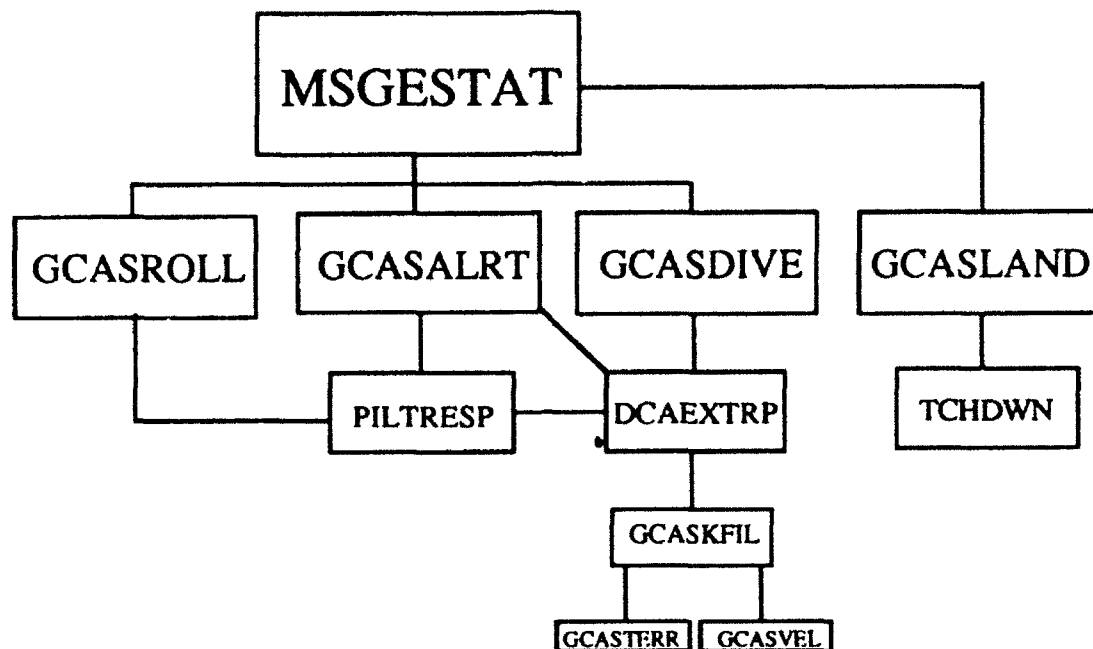 MSGESTAT
GCASROLL
GCASALRT
GCASDIVE
GCASLAND
PILTRESP
DCAEXTRP
TCHDWN
GCASKFIL
GCASTERR
GCASVEL